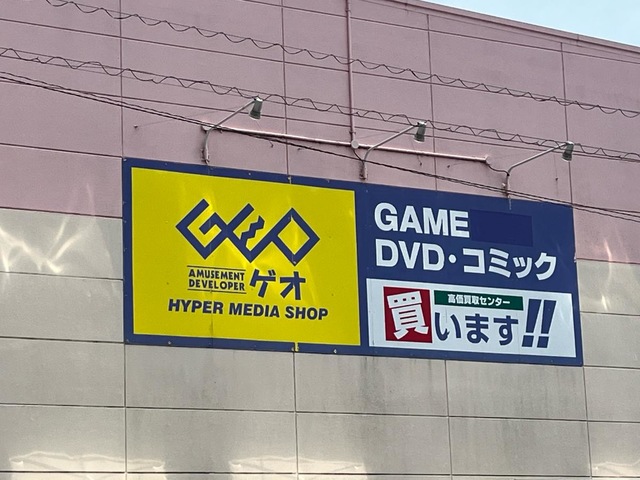 GEO
AMUSEMENT
DEVELOPER
ゲオ
HYPER MEDIA SHOP
GAME
DVD・コミック
高価買取センター
買います!!